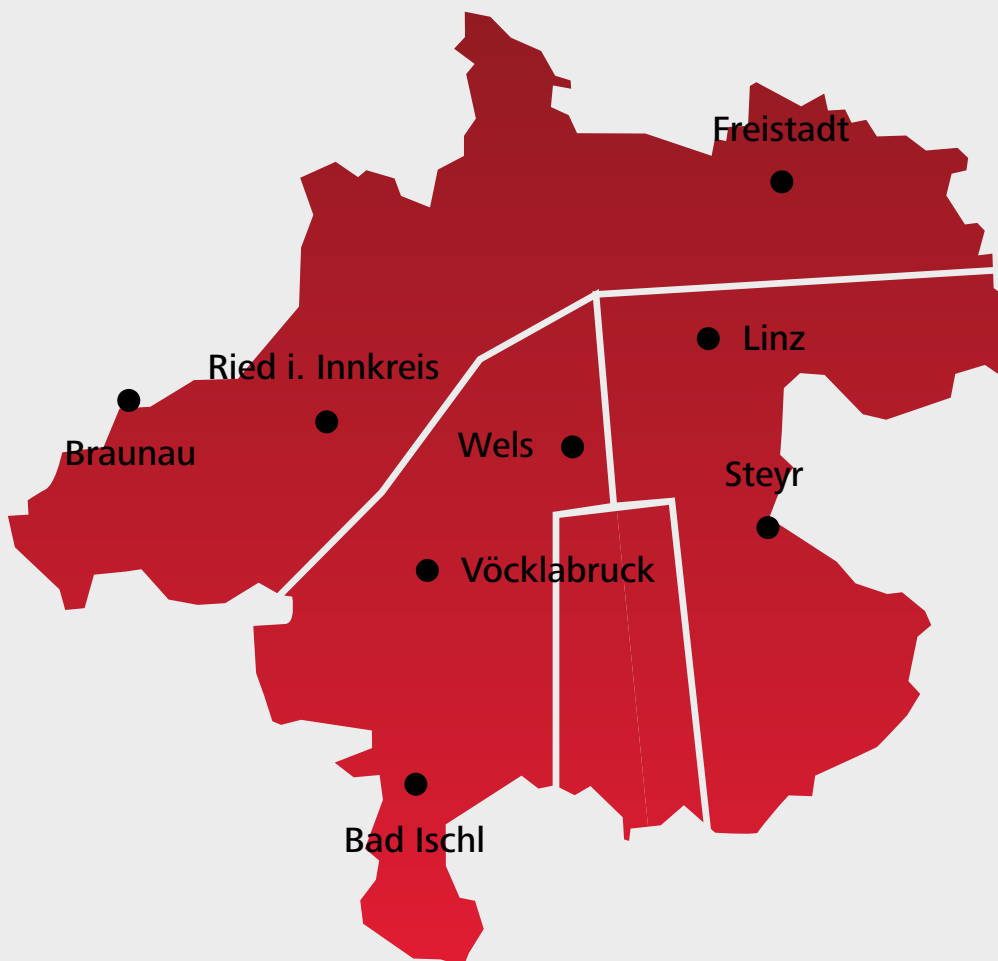 Freistadt
Linz
Ried i. Innkreis
Braunau
Wels
Steyr
Vöcklabruck
Bad Ischl